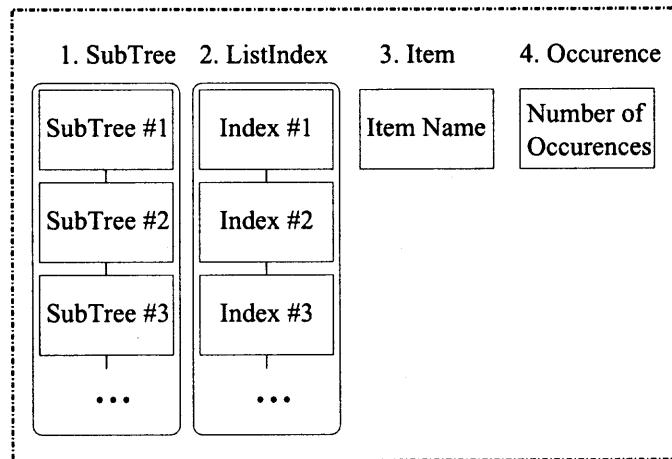 1. SubTree 2. ListIndex 3. Item 4. Occurence
SubTree #1 Index #1 Item Name Number of
Occurences
SubTree #2 Index #2
SubTree #3 Index #3
••• •••